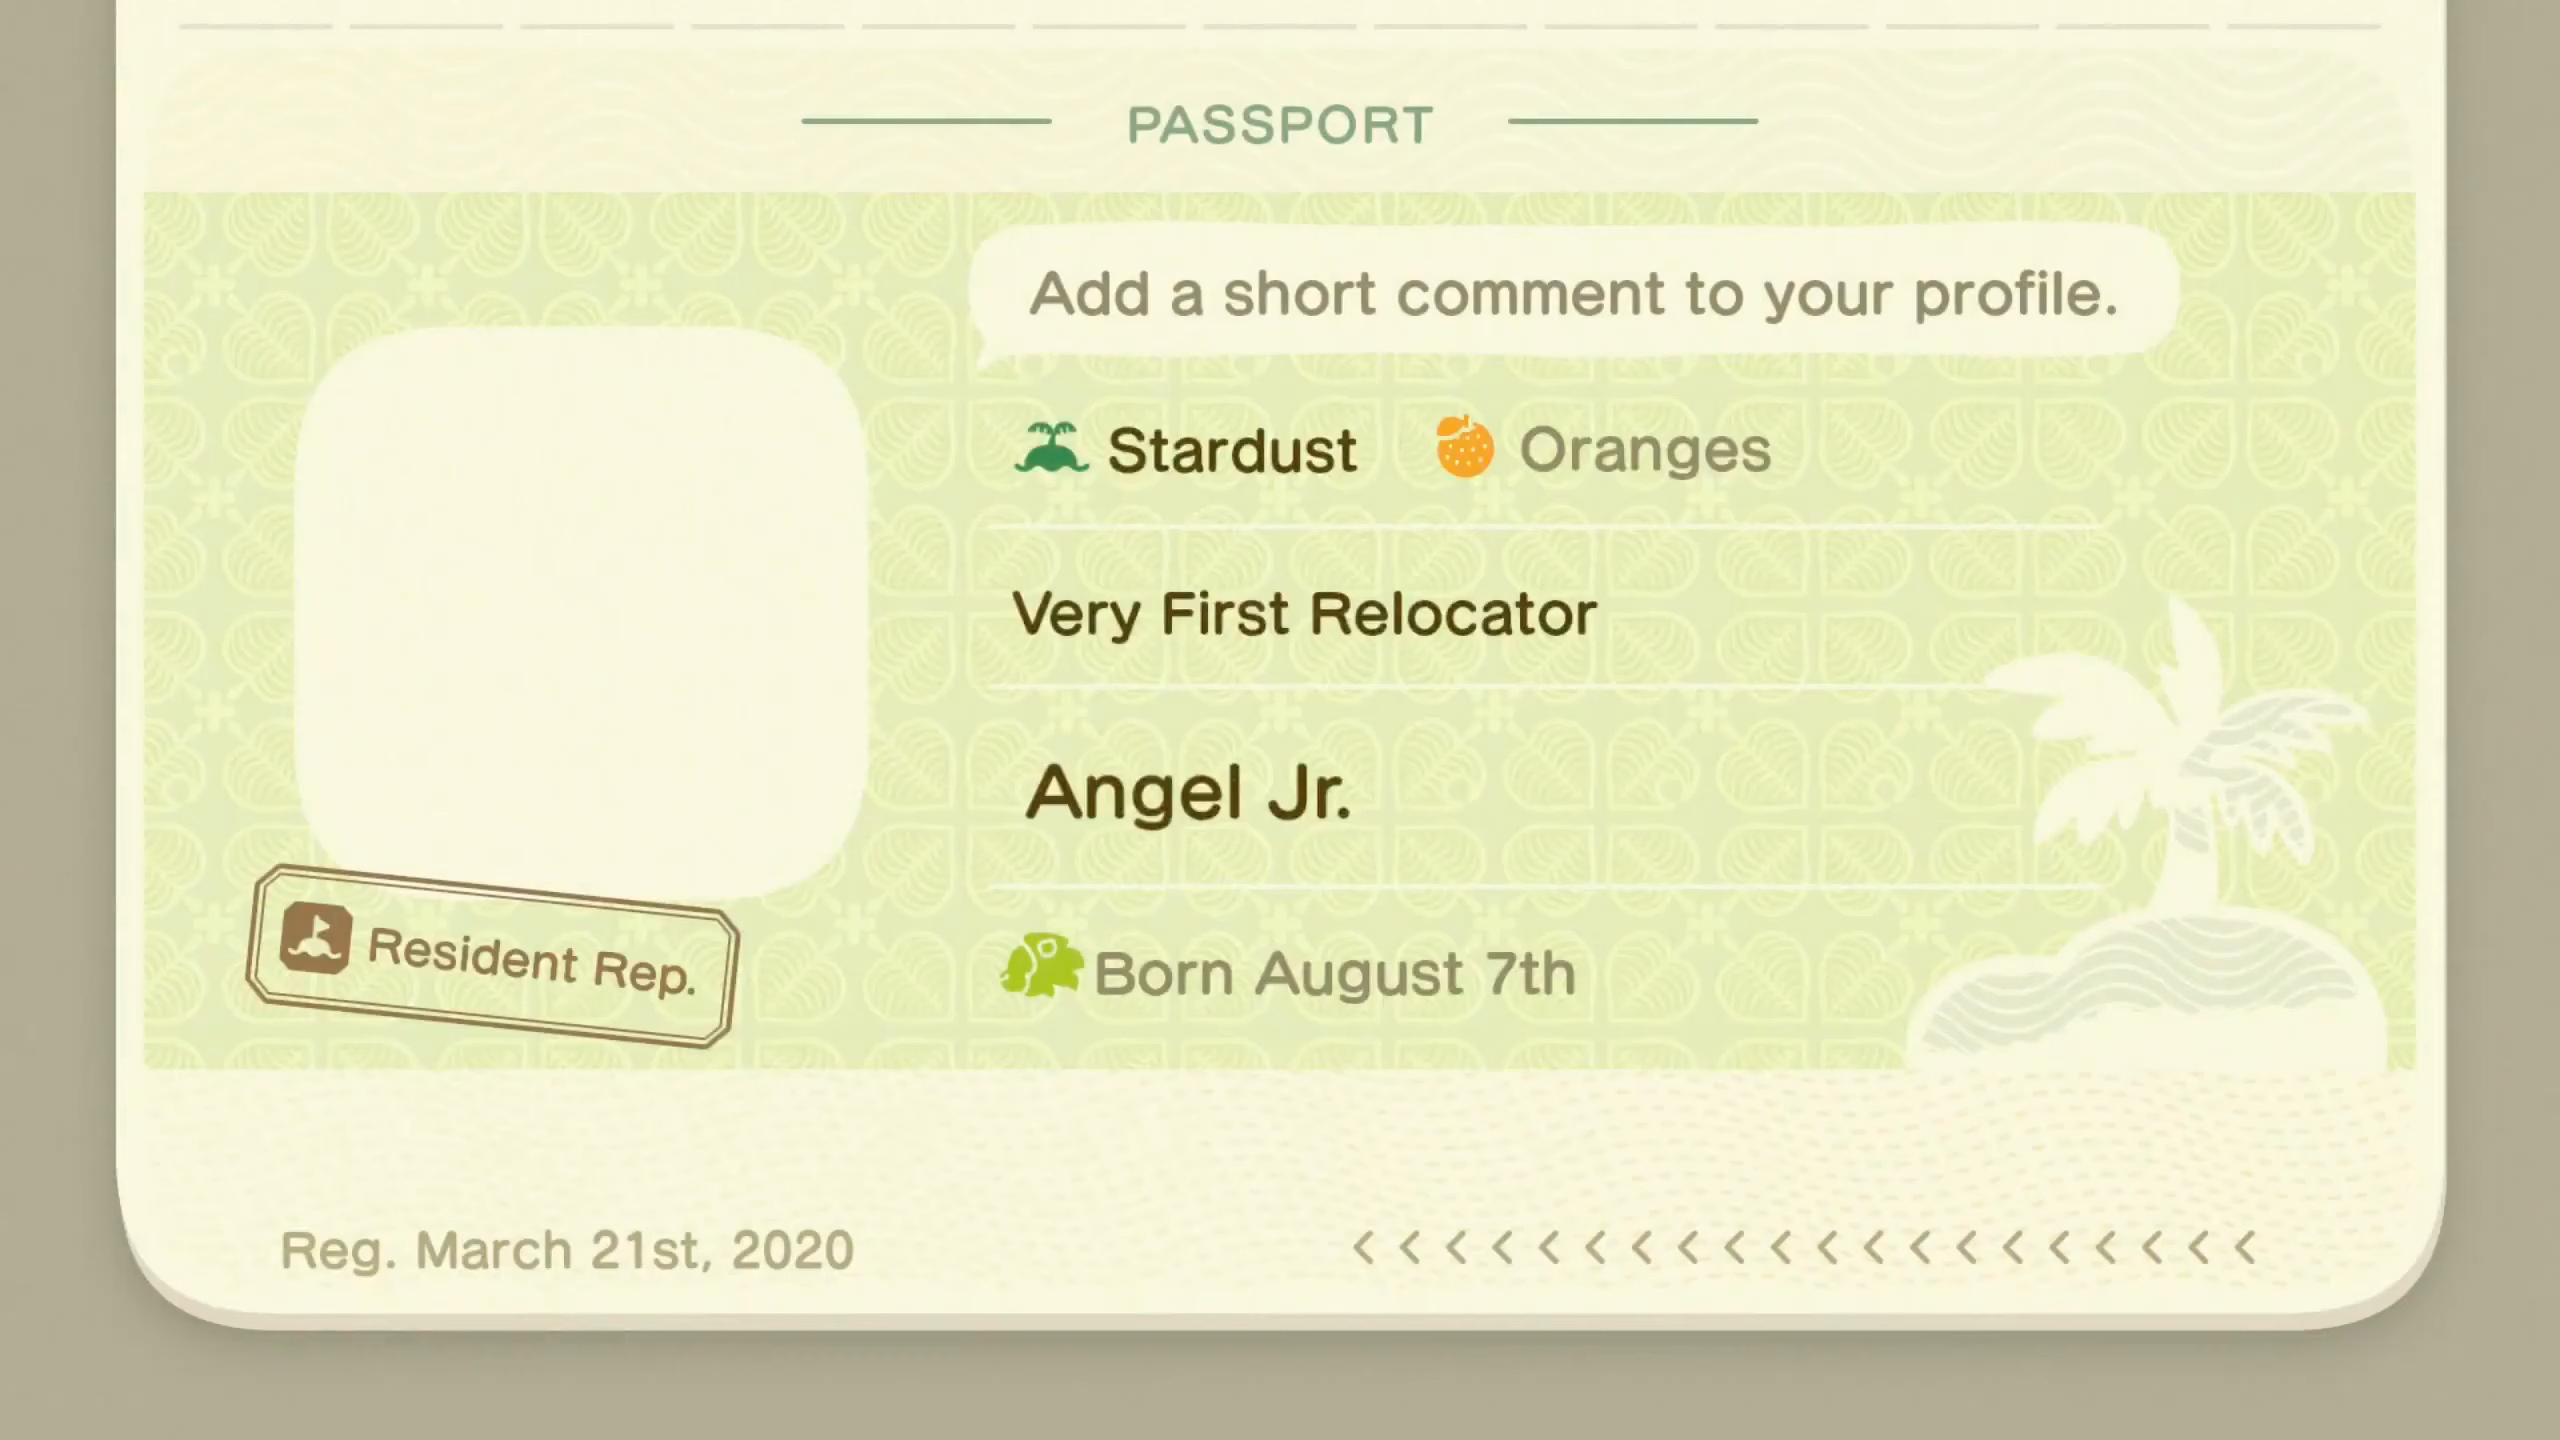 PASSPORT
Add a short comment to your profile.
Stardust Oranges
Very First Relocator
Angel Jr.
Resident Rep.
Born August 7th
Reg. March 21st, 2020 <<<<<<<<<<<<<<<<<<<<